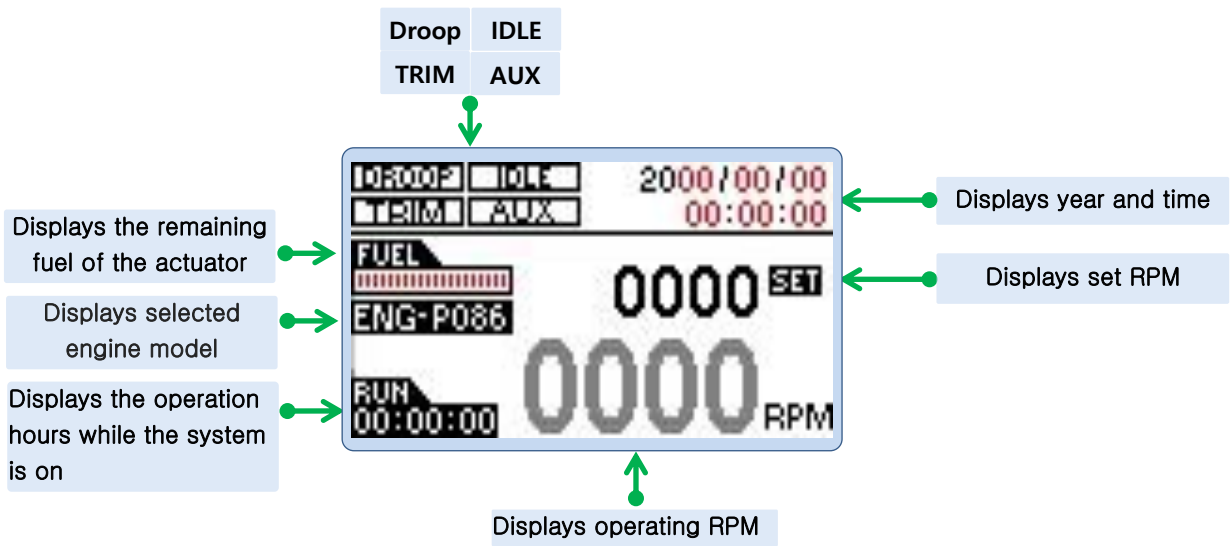 Droop IDLE
TRIM AUX
DROOP IDLE 2000/00/00
TRIM AUX 00:00:00
Displays year and time
Displays the remaining
fuel of the actuator
FUEL
0000 SET
Displays set RPM
Displays selected
engine model
ENG-P086
Displays the operation
hours while the system
is on
RUN
00:00:00
0000 RPM
Displays operating RPM